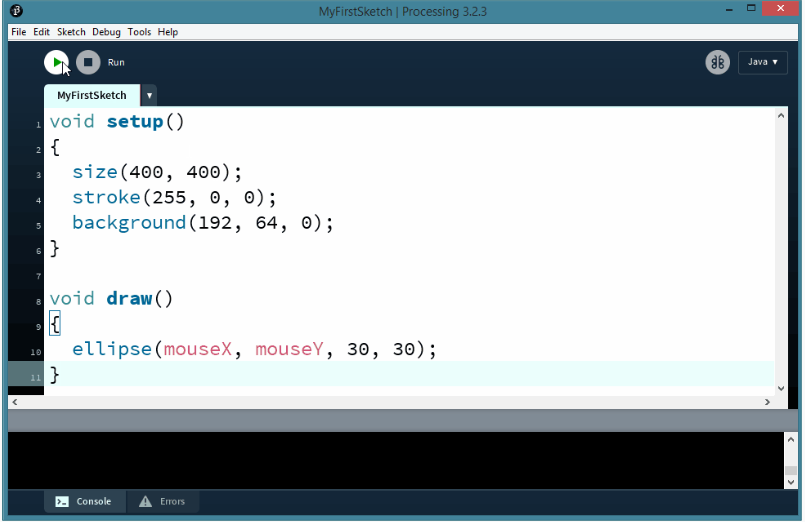 MyFirstSketch | Processing 3.2.3
File Edit Sketch Debug Tools Help
Run
Java ▾
MyFirstSketch ▾
1 void setup()
2 {
3 size(400, 400);
4 stroke(255, 0, 0);
5 background(192, 64, 0);
6 }
7
8 void draw()
9 {
10 ellipse(mouseX, mouseY, 30, 30);
11 }
Console Errors